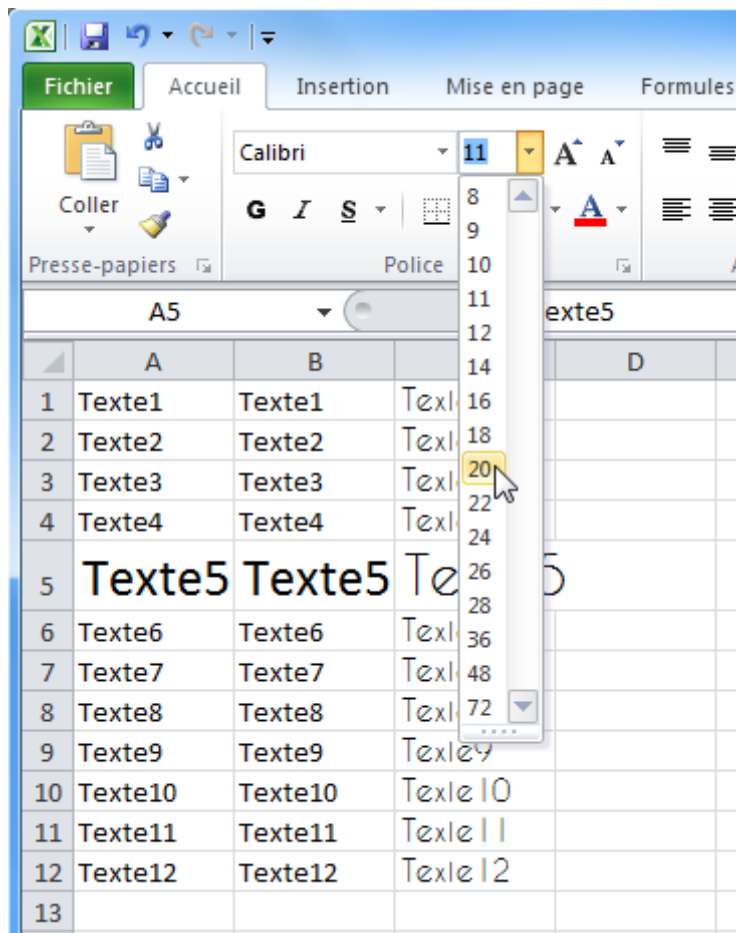 Fichier Accueil Insertion Mise en page Formules
Calibri 11
Coller
G I S A
Presse-papiers Police
A5 exte5
8
9
10
11
12
14
16
18
20
22
24
26
28
36
48
72
A B D
1 Texte1 Texte1
2 Texte2 Texte2
3 Texte3 Texte3
4 Texte4 Texte4
5 Texte5 Texte5
6 Texte6 Texte6
7 Texte7 Texte7
8 Texte8 Texte8
9 Texte9 Texte9 Texte9
10 Texte10 Texte10 Texte10
11 Texte11 Texte11 Texte11
12 Texte12 Texte12 Texte12
13